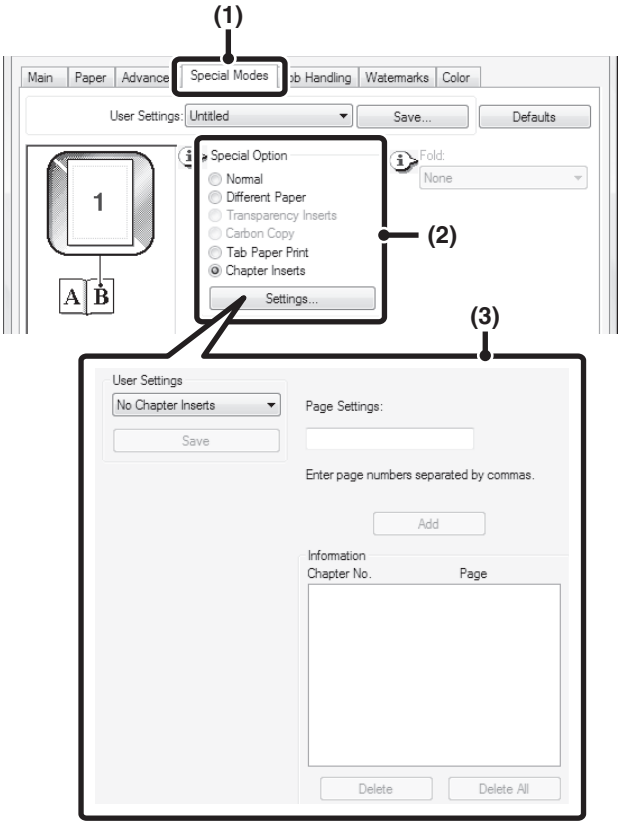 (1)
Main Paper Advance Special Modes ob Handling Watermarks Color
User Settings: Untitled Save... Defaults
Special Option
Fold:
Normal
None
Different Paper
Transparency Inserts
Carbon Copy
(2)
Tab Paper Print
Chapter Inserts
Settings...
1
A B
(3)
User Settings
No Chapter Inserts
Save
Page Settings:
Enter page numbers separated by commas.
Add
Information
Chapter No. Page
Delete Delete All